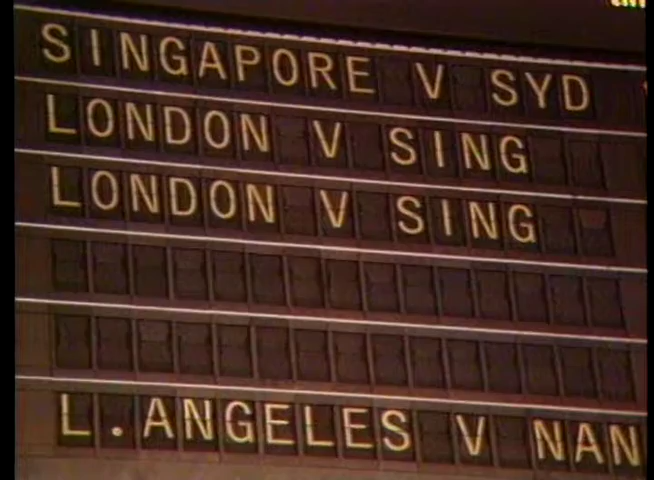 SINGAPORE V SYD
LONDON V SING
LONDON V SING
L.ANGELES V NAN